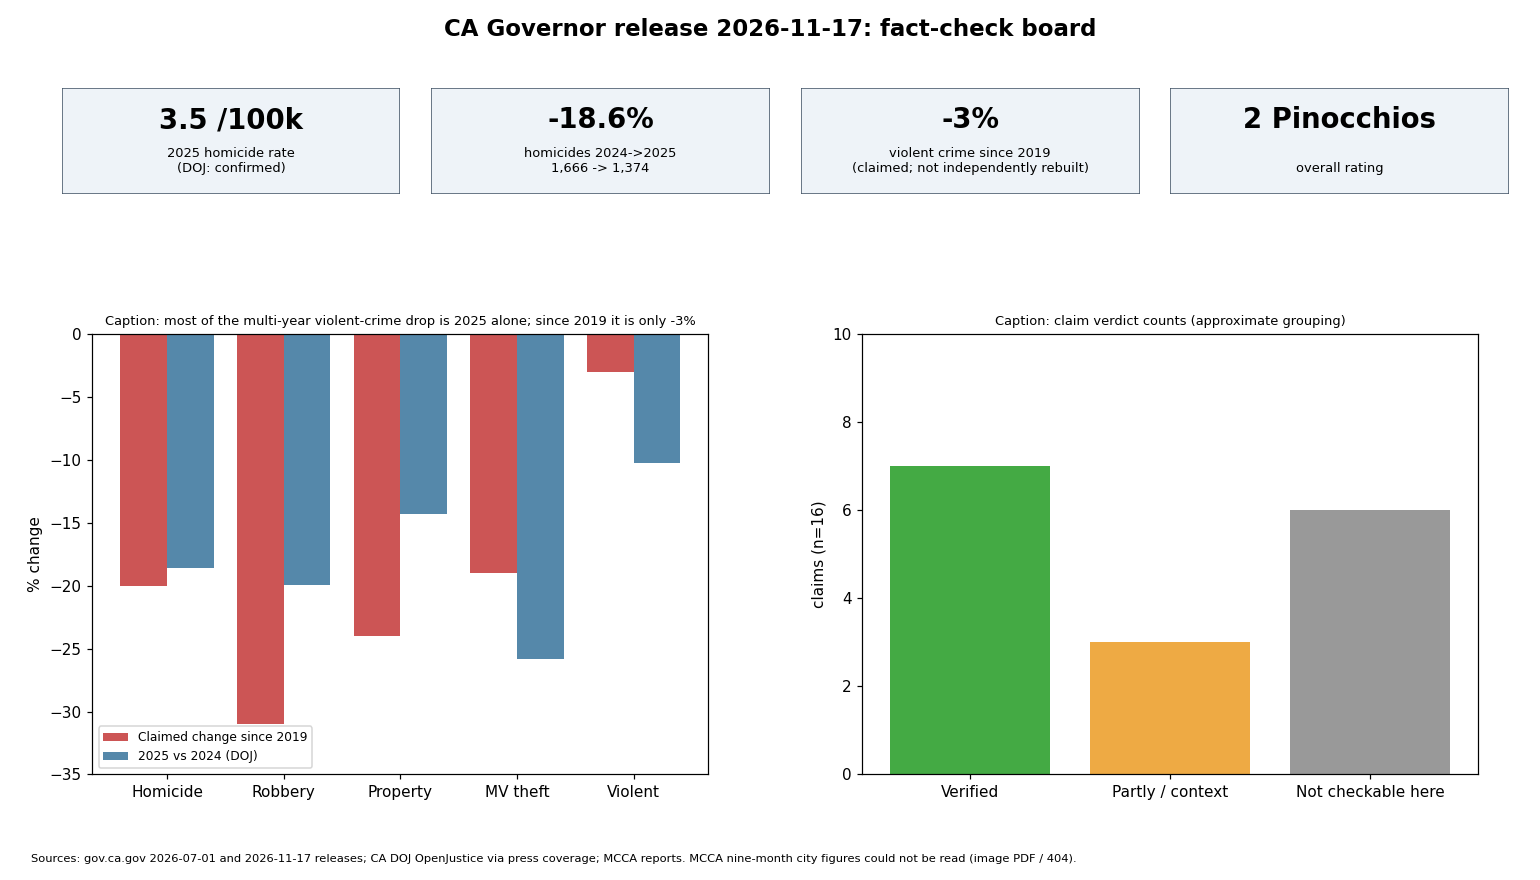 CA Governor release 2026-11-17: fact-check board
3.5 /100k
2025 homicide rate
(DOJ: confirmed)
-18.6%
homicides 2024->2025
1,666 -> 1,374
-3%
violent crime since 2019
(claimed; not independently rebuilt)
2 Pinocchios
overall rating
Caption: most of the multi-year violent-crime drop is 2025 alone; since 2019 it is only -3%
% change
0
−5
−10
−15
−20
−25
−30
−35
Claimed change since 2019
2025 vs 2024 (DOJ)
Homicide
Robbery
Property
MV theft
Violent
Caption: claim verdict counts (approximate grouping)
claims (n=16)
10
8
6
4
2
0
Verified
Partly / context
Not checkable here
Sources: gov.ca.gov 2026-07-01 and 2026-11-17 releases; CA DOJ OpenJustice via press coverage; MCCA reports. MCCA nine-month city figures could not be read (image PDF / 404).